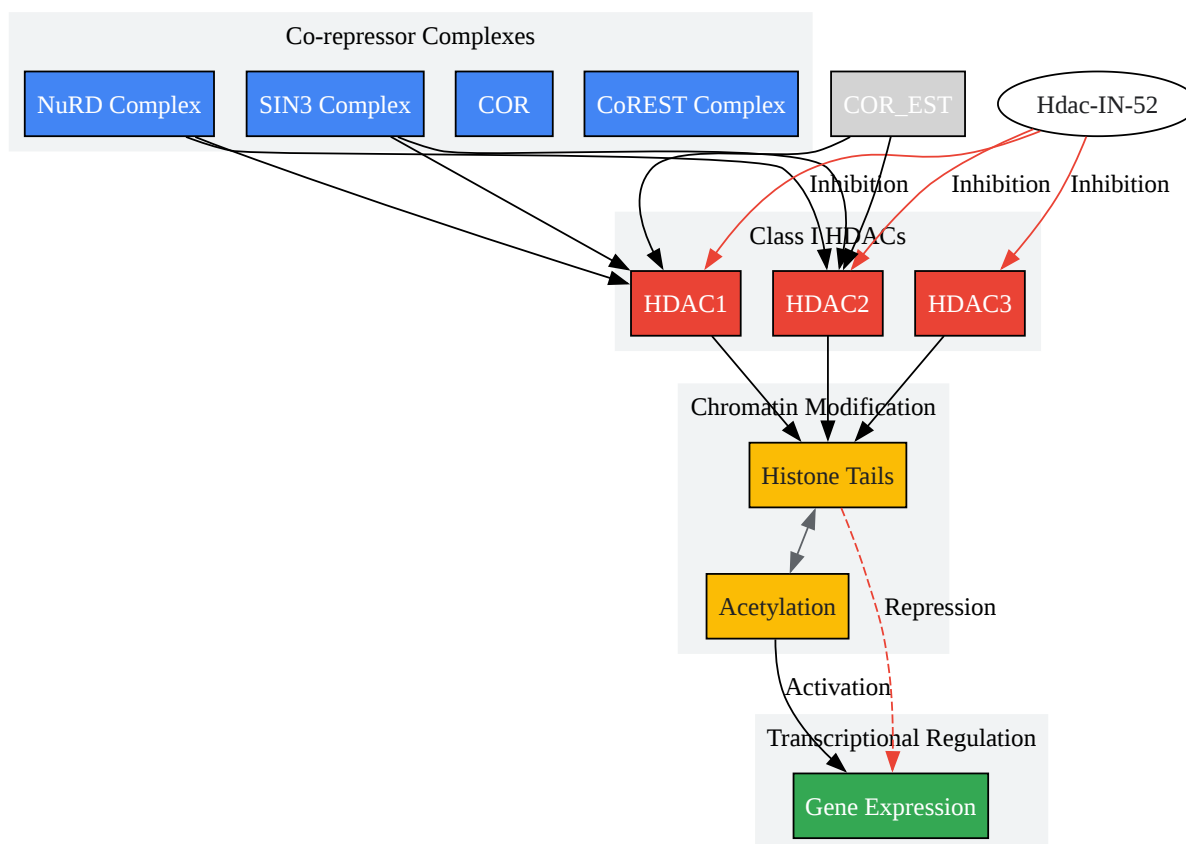 Co-repressor Complexes
NuRD Complex
SIN3 Complex
COR
CoREST Complex
COR_EST
Hdac-IN-52
Inhibition
Inhibition
Inhibition
Class I HDACs
HDAC1
HDAC2
HDAC3
Chromatin Modification
Histone Tails
Acetylation
Repression
Activation
Transcriptional Regulation
Gene Expression